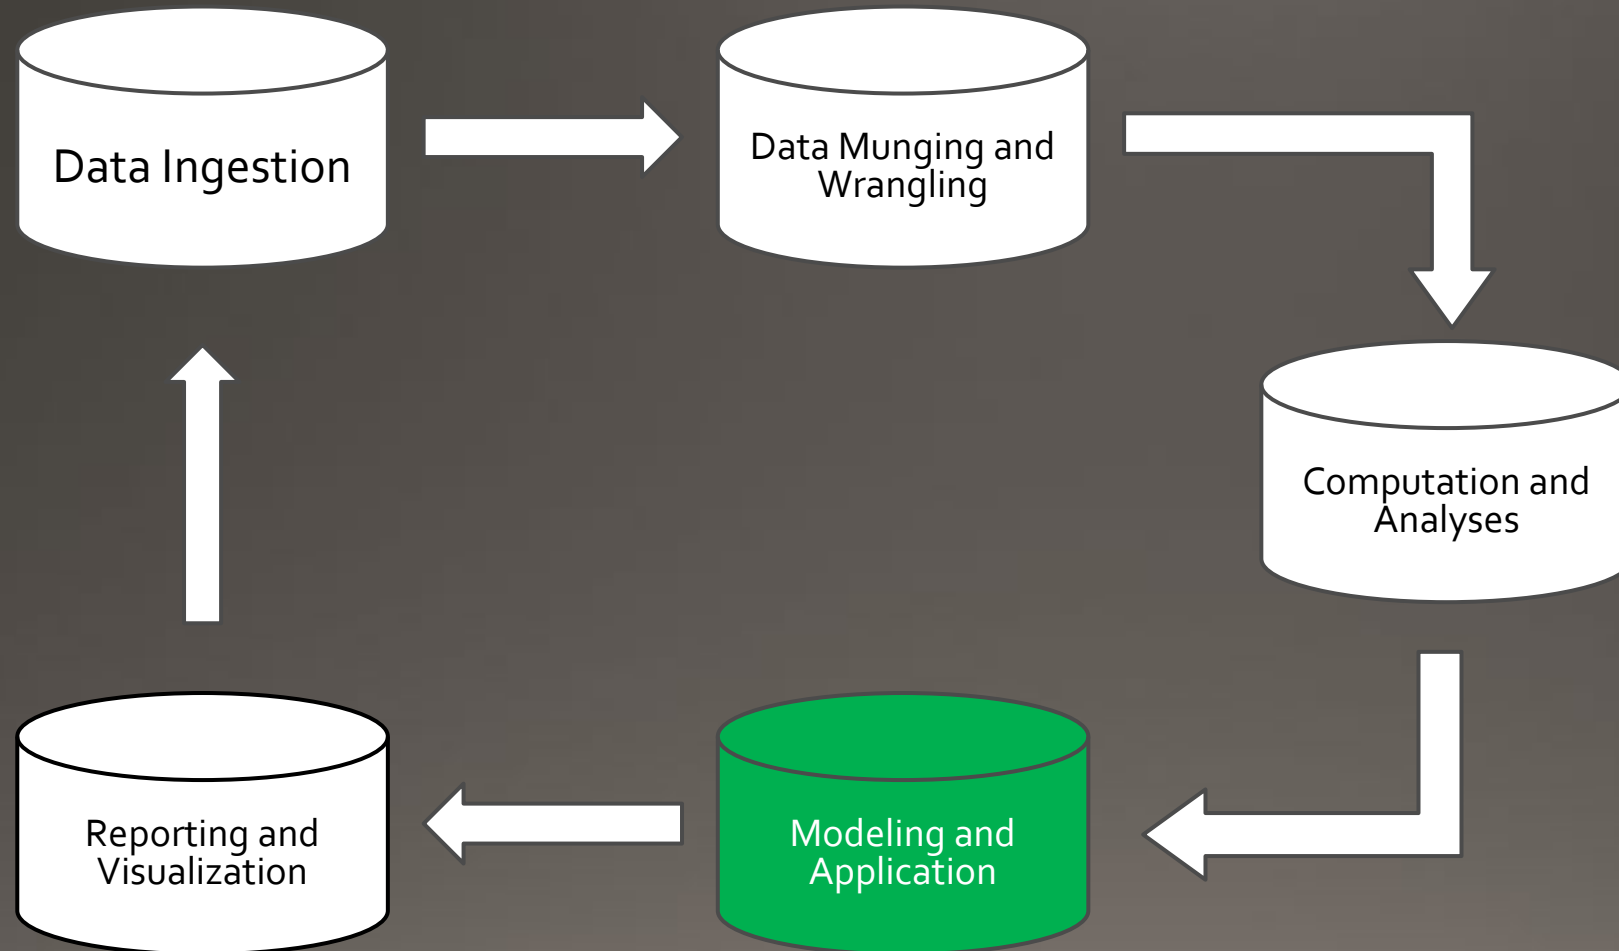 Data Ingestion
Data Munging and
Wrangling
Computation and
Analyses
Modeling and
Application
Reporting and
Visualization